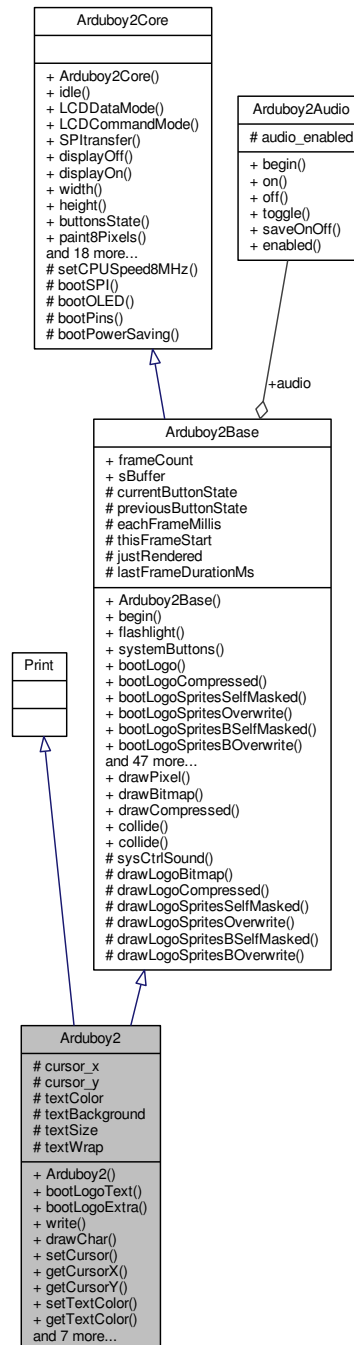 Arduboy2Core
+ Arduboy2Core()
+ idle()
+ LCDDataMode()
+ LCDCommandMode()
+ SPItransfer()
+ displayOff()
+ displayOn()
+ width()
+ height()
+ buttonsState()
+ paint8Pixels()
and 18 more...
# setCPUSpeed8MHz()
# bootSPI()
# bootOLED()
# bootPins()
# bootPowerSaving()
Arduboy2Audio
# audio_enabled
+ begin()
+ on()
+ off()
+ toggle()
+ saveOnOff()
+ enabled()
+audio
Arduboy2Base
+ frameCount
+ sBuffer
# currentButtonState
# previousButtonState
# eachFrameMillis
# thisFrameStart
# justRendered
# lastFrameDurationMs
+ Arduboy2Base()
+ begin()
+ flashlight()
+ systemButtons()
+ bootLogo()
+ bootLogoCompressed()
+ bootLogoSpritesSelfMasked()
+ bootLogoSpritesOverwrite()
+ bootLogoSpritesBSelfMasked()
+ bootLogoSpritesBOverwrite()
and 47 more...
+ drawPixel()
+ drawBitmap()
+ drawCompressed()
+ collide()
+ collide()
# sysCtrlSound()
# drawLogoBitmap()
# drawLogoCompressed()
# drawLogoSpritesSelfMasked()
# drawLogoSpritesOverwrite()
# drawLogoSpritesBSelfMasked()
# drawLogoSpritesBOverwrite()
Print
Arduboy2
# cursor_x
# cursor_y
# textColor
# textBackground
# textSize
# textWrap
+ Arduboy2()
+ bootLogoText()
+ bootLogoExtra()
+ write()
+ drawChar()
+ setCursor()
+ getCursorX()
+ getCursorY()
+ setTextColor()
+ getTextColor()
and 7 more...